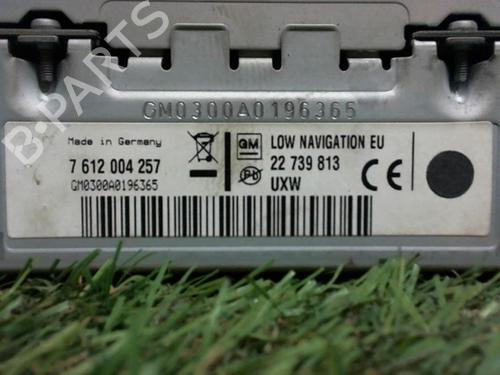 B-PARTS
GM0300A0196365
Made in Germany
7 612 004 257
GM0300A0196365
GM
LOW NAVIGATION EU
22 739 813
Pb
UXW
CE